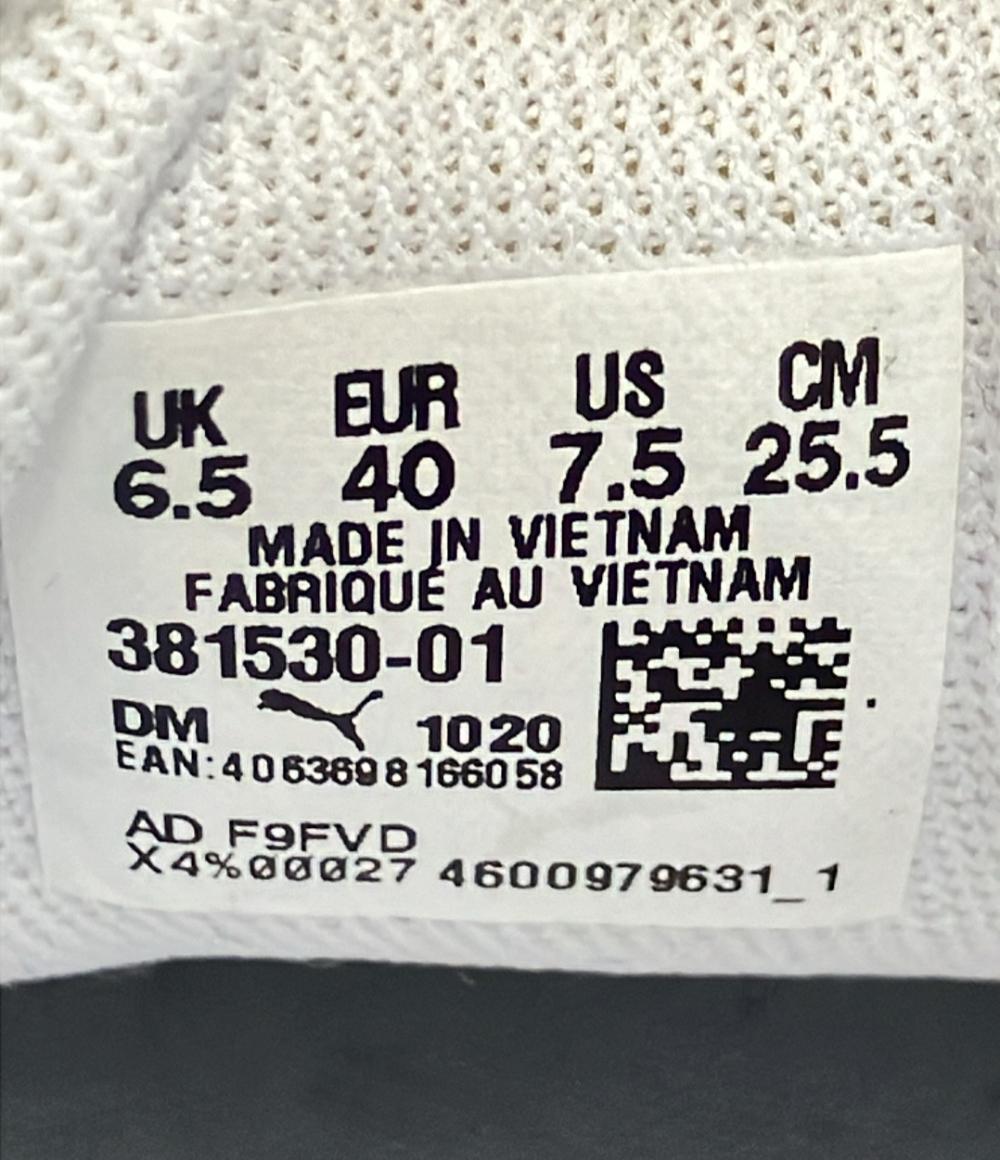 UK EUR US CM
6.5 40 7.5 25.5
MADE IN VIETNAM
FABRIQUÉ AU VIETNAM
381530-01
DM 1020
EAN:4063698166058
AD F9FVD
X4%00027 4600979631_1